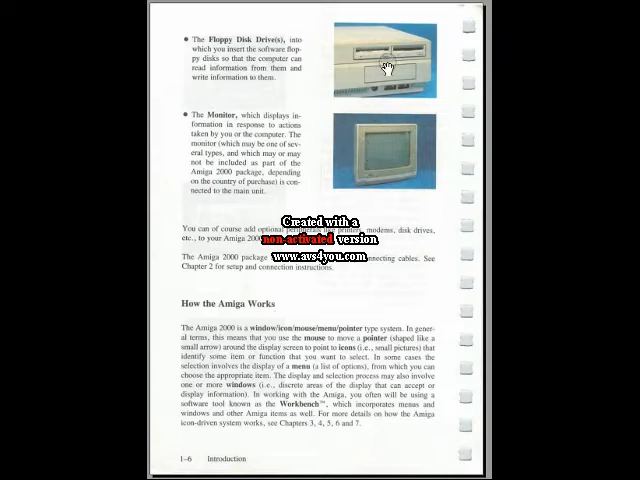 ● The Floppy Disk Drive(s), into
which you insert the software flop-
py disks so that the computer can
read information from them and
write information to them.
● The Monitor, which displays in-
formation in response to actions
taken by you or the computer. The
monitor (which may be one of sev-
eral types, and which may or may
not be included as part of the
Amiga 2000 package, depending
on the country of purchase) is con-
nected to the main unit.
You can of course add optional peripherals like printers, modems, disk drives,
etc., to your Amiga 2000
Created with a
non-activated version
www.avs4you.com
The Amiga 2000 package connecting cables. See
Chapter 2 for setup and connection instructions.
How the Amiga Works
The Amiga 2000 is a window/icon/mouse/menu/pointer type system. In gener-
al terms, this means that you use the mouse to move a pointer (shaped like a
small arrow) around the display screen to point to icons (i.e., small pictures) that
identify some item or function that you want to select. In some cases the
selection involves the display of a menu (a list of options), from which you can
choose the appropriate item. The display and selection process may also involve
one or more windows (i.e., discrete areas of the display that can accept or
display information). In working with the Amiga, you often will be using a
software tool known as the Workbench™, which incorporates menus and
windows and other Amiga items as well. For more details on how the Amiga
icon-driven system works, see Chapters 3, 4, 5, 6 and 7.
1–6 Introduction